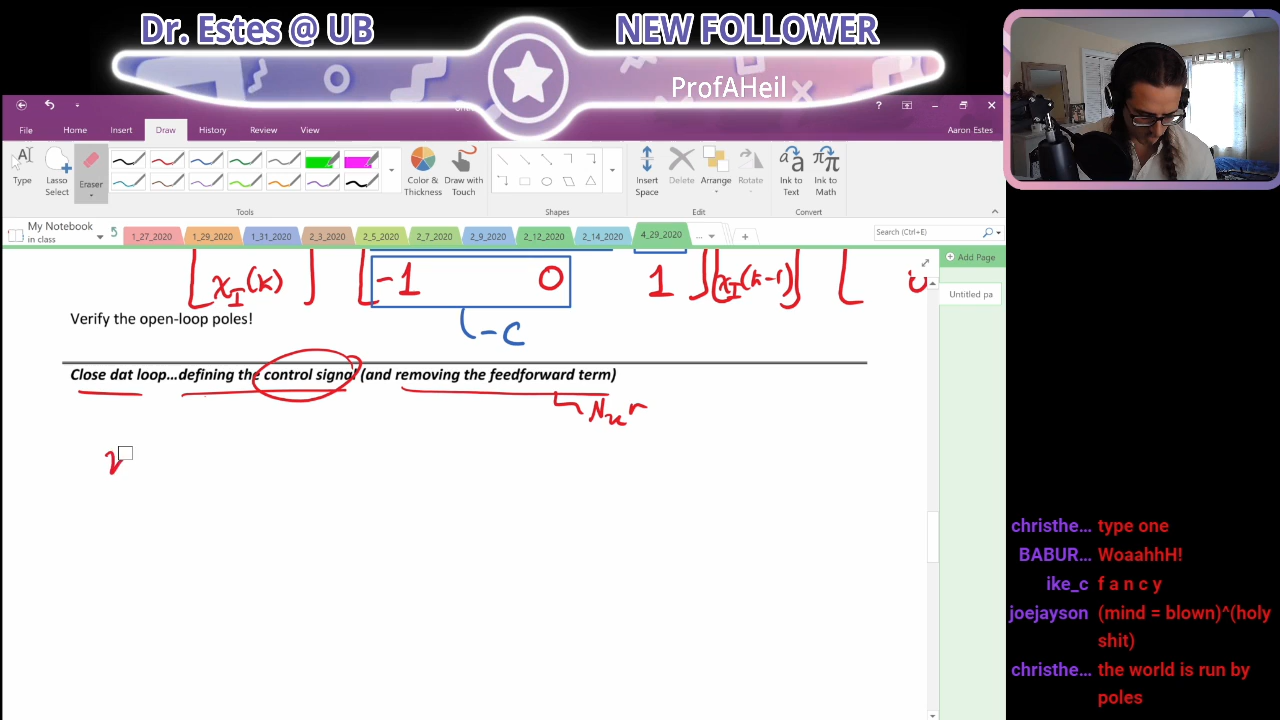 Dr. Estes @ UB
NEW FOLLOWER
ProfAHeil
File Home Insert Draw History Review View
Aaron Estes
Type
Lasso Select
Eraser
Color & Thickness
Draw with Touch
Insert Space
Delete
Arrange
Rotate
Ink to Text
Ink to Math
Tools
Shapes
Edit
Convert
My Notebook
in class
1_27_2020 1_29_2020 1_31_2020 2_3_2020 2_5_2020 2_7_2020 2_9_2020 2_12_2020 2_14_2020 4_29_2020 ...
Search (Ctrl+E)
Add Page
Untitled pa
x_I(k) -1 0 1 x_I(k-1)
Verify the open-loop poles!
-C
Close dat loop...defining the control signal (and removing the feedforward term)
christhe... type one
BABUR... WoaahhH!
ike_c f a n c y
joejayson (mind = blown)^(holy
shit)
christhe... the world is run by
poles